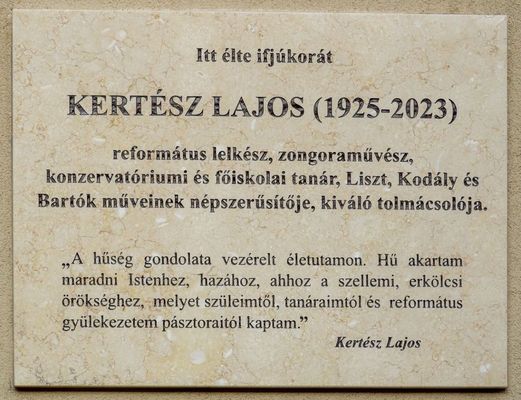 Itt élte ifjúkorát
KERTÉSZ LAJOS (1925-2023)
református lelkész, zongoraművész,
konzervatóriumi és főiskolai tanár, Liszt, Kodály és
Bartók műveinek népszerűsítője, kiváló tolmácsolója.
„A hűség gondolata vezérelt életutamon. Hű akartam
maradni Istenhez, hazához, ahhoz a szellemi, erkölcsi
örökséghez, melyet szüleimtől, tanáraimtól és református
gyülekezetem pásztoraitól kaptam.”
Kertész Lajos